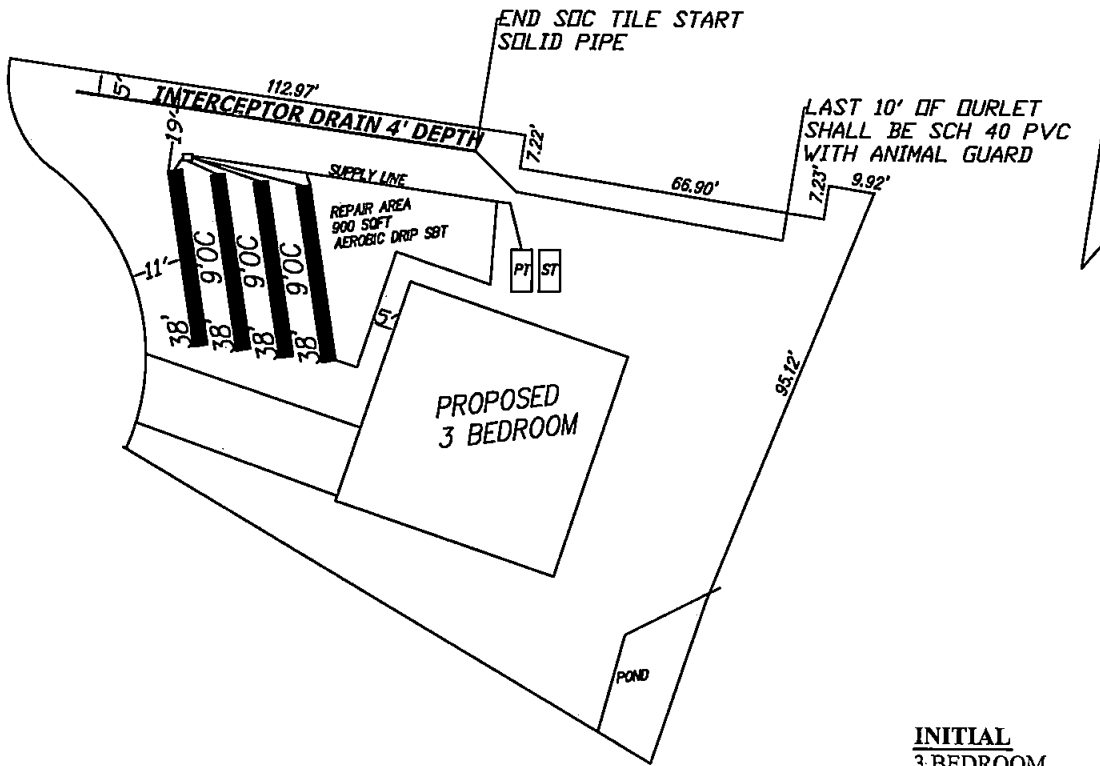 END SOC TILE START
SOLID PIPE
112.97'
5'
INTERCEPTOR DRAIN 4' DEPTH
LAST 10' OF OURLET
SHALL BE SCH 40 PVC
WITH ANIMAL GUARD
19'
7.22'
66.90'
7.23'
9.92'
SUPPLY LINE
REPAIR AREA
900 SQFT
AEROBIC DRIP SBT
11'
9'OC
9'OC
9'OC
PT
ST
38'
38'
38'
38'
5'
95.12'
PROPOSED
3 BEDROOM
POND
INITIAL
3 BEDROOM